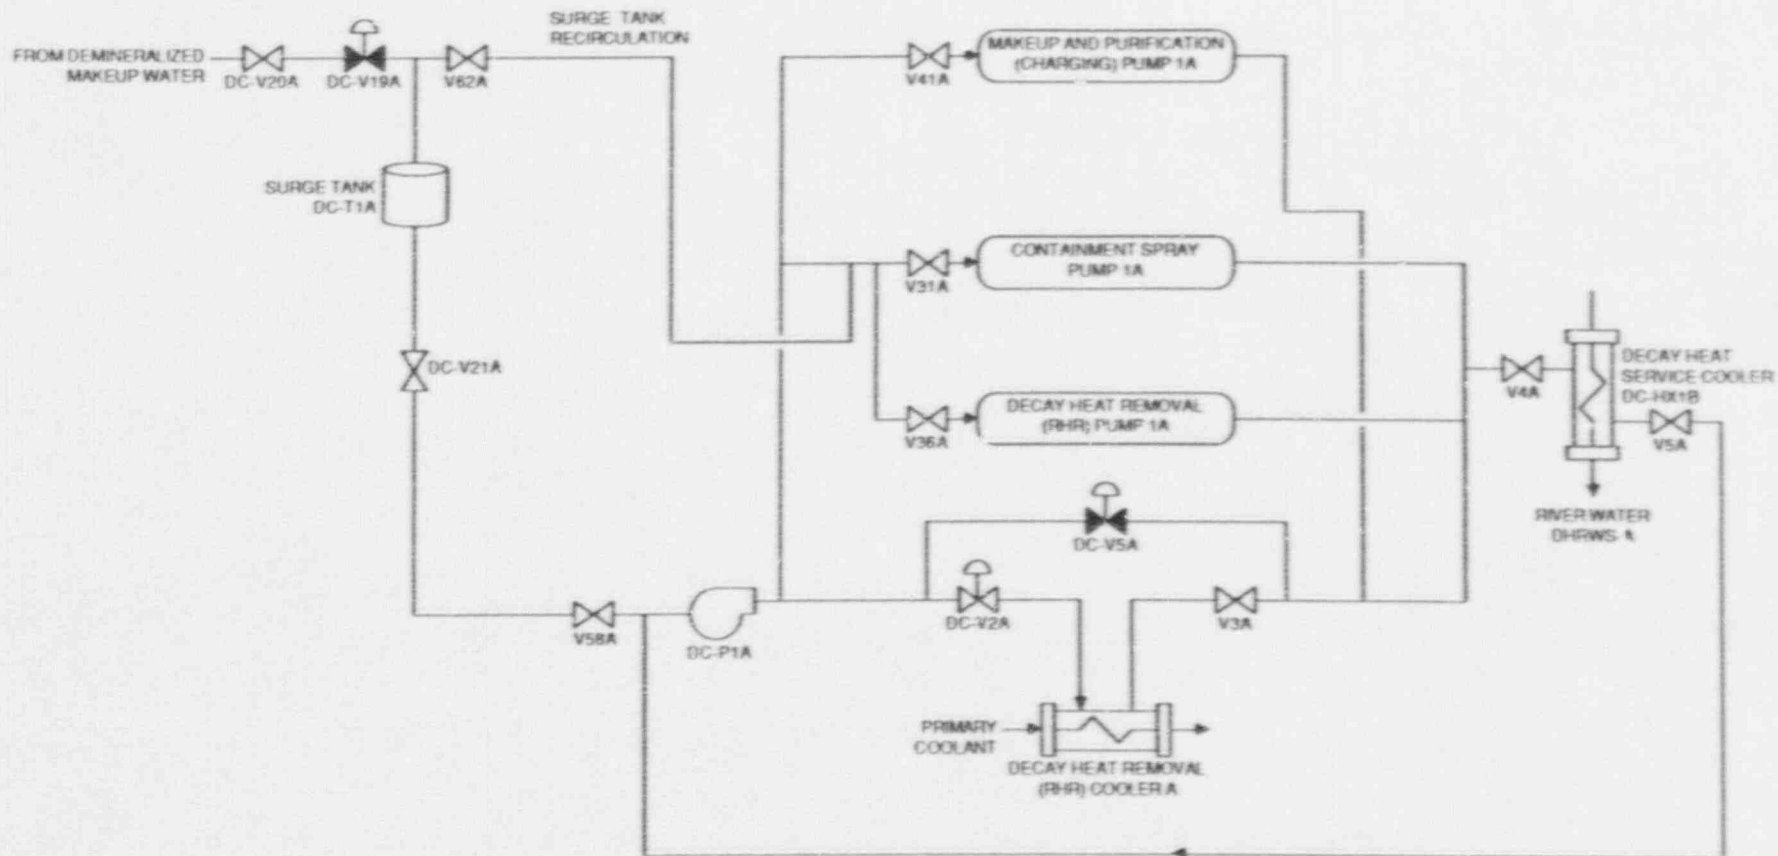 SURGE TANK
RECIRCULATION
FROM DEMINERALIZED
MAKEUP WATER
DC-V20A
DC-V19A
V62A
V41A
MAKEUP AND PURIFICATION
(CHARGING) PUMP 1A
SURGE TANK
DC-T1A
V31A
CONTAINMENT SPRAY
PUMP 1A
DC-V21A
V36A
DECAY HEAT REMOVAL
(RHR) PUMP 1A
V4A
DECAY HEAT
SERVICE COOLER
DC-HX1B
V5A
RIVER WATER
DHRWS-A
DC-V5A
V58A
DC-P1A
DC-V2A
V3A
PRIMARY
COOLANT
DECAY HEAT REMOVAL
(RHR) COOLER A